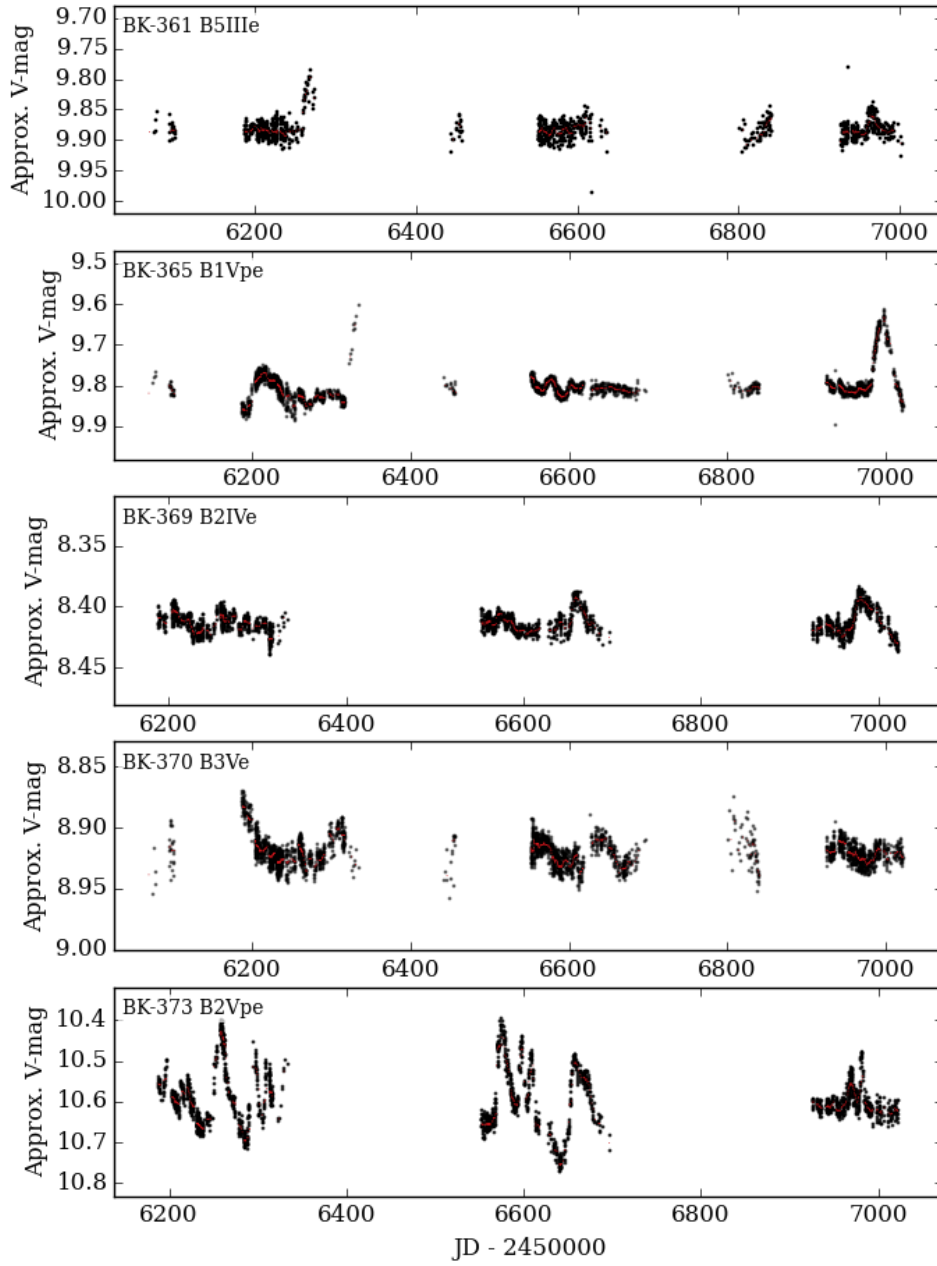 9.70
BK-361 B5IIIe
9.75
9.80
9.85
9.90
9.95
10.00
Approx. V-mag
6200 6400 6600 6800 7000
9.5
BK-365 B1Vpe
9.6
9.7
9.8
9.9
Approx. V-mag
6200 6400 6600 6800 7000
BK-369 B2IVe
8.35
8.40
8.45
Approx. V-mag
6200 6400 6600 6800 7000
8.85
BK-370 B3Ve
8.90
8.95
9.00
Approx. V-mag
6200 6400 6600 6800 7000
BK-373 B2Vpe
10.4
10.5
10.6
10.7
10.8
Approx. V-mag
6200 6400 6600 6800 7000
JD - 2450000